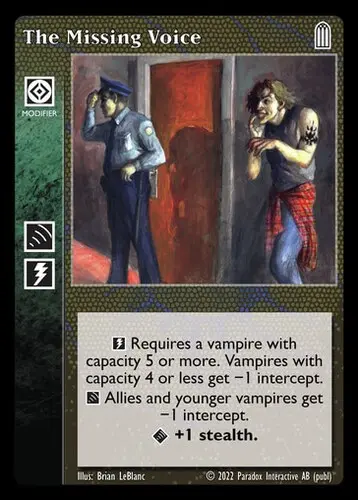 The Missing Voice
MODIFIER
Requires a vampire with
capacity 5 or more. Vampires with
capacity 4 or less get −1 intercept.
Allies and younger vampires get
−1 intercept.
+1 stealth.
Illus: Brian LeBlanc
© 2022 Paradox Interactive AB (publ)